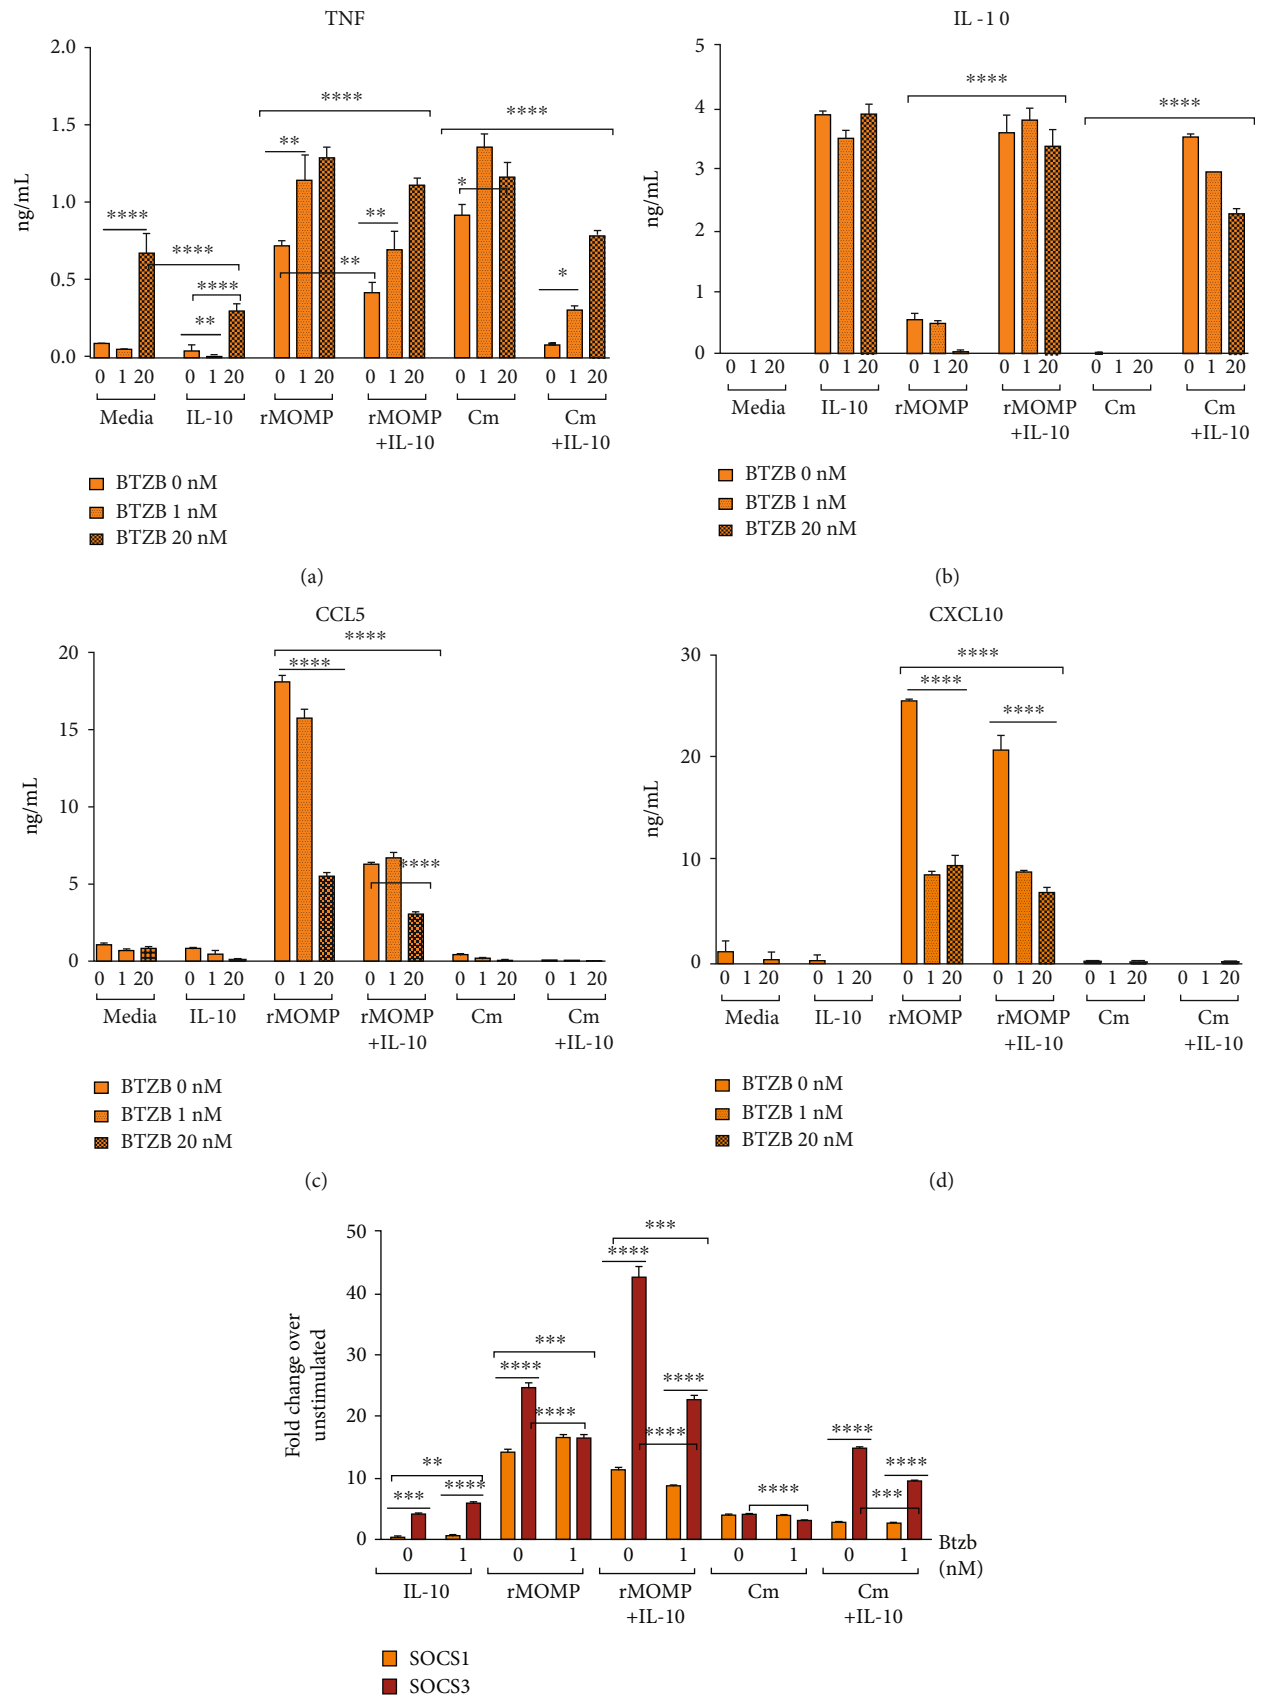 TNF
2.0
1.5
1.0
0.5
0.0
ng/mL
****
****
**
****
****
****
**
**
**
*
*
0 1 20 0 1 20 0 1 20 0 1 20 0 1 20 0 1 20
Media IL-10 rMOMP rMOMP +IL-10 Cm Cm +IL-10
BTZB 0 nM
BTZB 1 nM
BTZB 20 nM
(a)
IL -1 0
5
4
3
2
1
0
ng/mL
****
****
0 1 20 0 1 20 0 1 20 0 1 20 0 1 20 0 1 20
Media IL-10 rMOMP rMOMP +IL-10 Cm Cm +IL-10
BTZB 0 nM
BTZB 1 nM
BTZB 20 nM
(b)
CCL5
20
15
10
5
0
ng/mL
****
****
****
0 1 20 0 1 20 0 1 20 0 1 20 0 1 20 0 1 20
Media IL-10 rMOMP rMOMP +IL-10 Cm Cm +IL-10
BTZB 0 nM
BTZB 1 nM
BTZB 20 nM
(c)
CXCL10
30
20
10
0
ng/mL
****
****
****
0 1 20 0 1 20 0 1 20 0 1 20 0 1 20 0 1 20
Media IL-10 rMOMP rMOMP +IL-10 Cm Cm +IL-10
BTZB 0 nM
BTZB 1 nM
BTZB 20 nM
(d)
50
40
30
20
10
0
Fold change over
unstimulated
**
***
****
***
****
****
***
****
****
****
****
****
****
***
0 1 0 1 0 1 0 1 0 1
Btzb
(nM)
IL-10 rMOMP rMOMP +IL-10 Cm Cm +IL-10
SOCS1
SOCS3